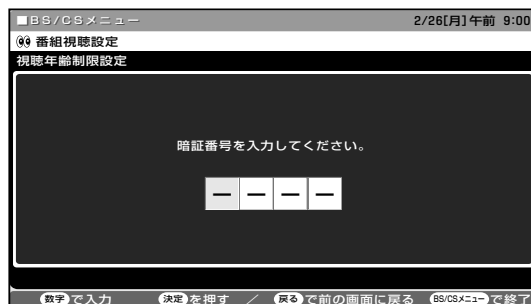 ■BS/CSメニュー 2/26[月]午前 9:00
番組視聴設定
視聴年齢制限設定
暗証番号を入力してください。
－ － － －
数字で入力 決定を押す ／ 戻るで前の画面に戻る BS/CSメニューで終了